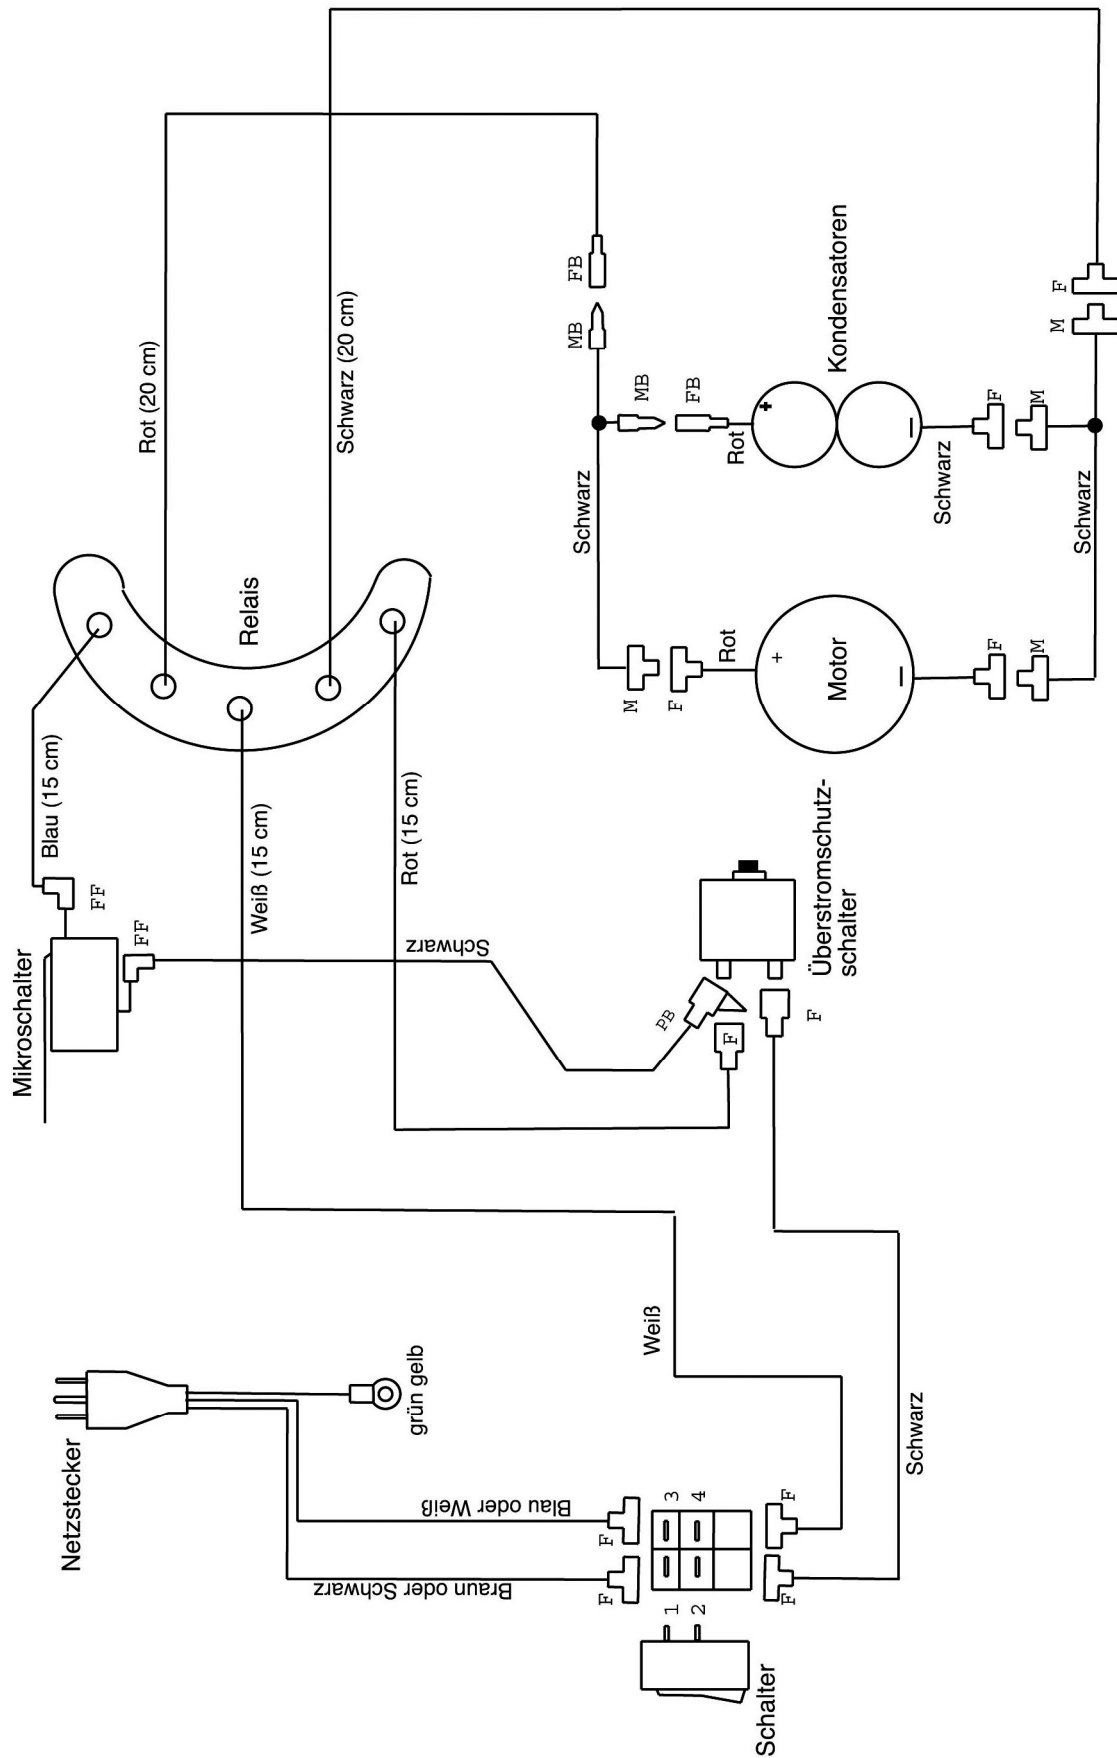 Netzstecker
grün gelb
Blau oder Weiß
Braun oder Schwarz
F
F
1
2
3
4
F
F
Schalter
Weiß
Schwarz
Mikroschalter
FF
FF
Blau (15 cm)
Weiß (15 cm)
Rot (15 cm)
Schwarz
PB
F
F
Überstromschutz-
schalter
Relais
Rot (20 cm)
Schwarz (20 cm)
M
F
Rot
+
Motor
–
F
M
Schwarz
MB
FB
MB
FB
Rot
+
Kondensatoren
–
Schwarz
F
M
Schwarz
M
F